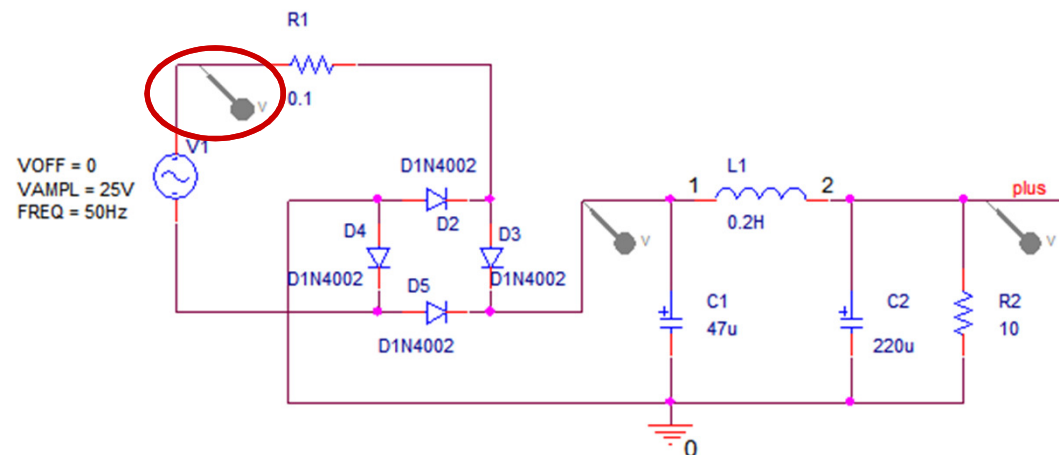 R1
0.1
V
V1
VOFF = 0
VAMPL = 25V
FREQ = 50Hz
D1N4002
D2
D4
D3
D1N4002
D1N4002
D5
D1N4002
L1
1
2
0.2H
plus
V
V
C1
47u
C2
220u
R2
10
0